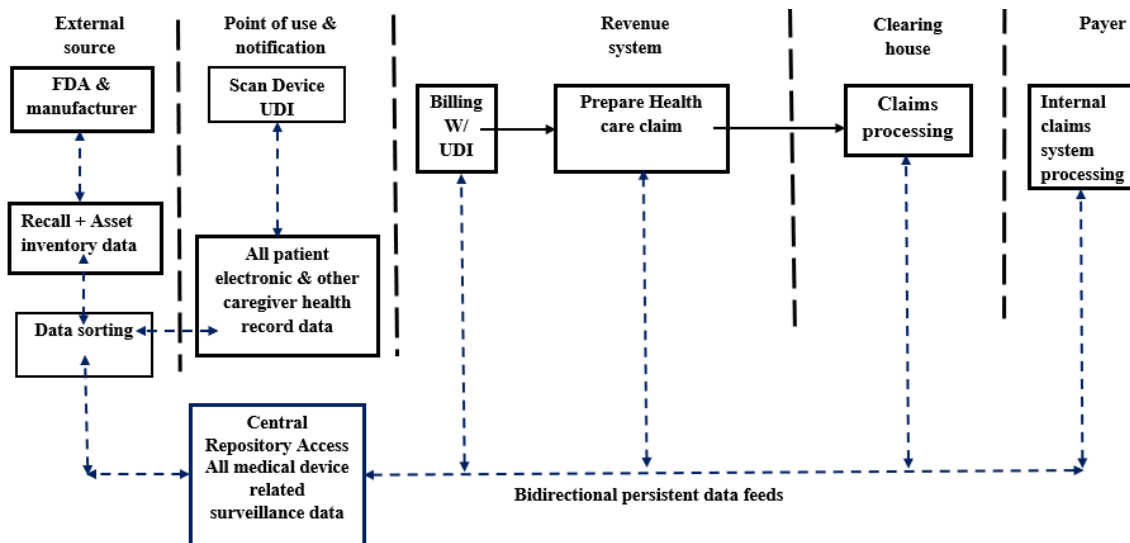 External
source
Point of use &
notification
Revenue
system
Clearing
house
Payer
FDA &
manufacturer
Scan Device
UDI
Billing
W/
UDI
Prepare Health
care claim
Claims
processing
Internal
claims
system
processing
Recall + Asset
inventory data
All patient
electronic & other
caregiver health
record data
Data sorting
Central
Repository Access
All medical device
related
surveillance data
Bidirectional persistent data feeds